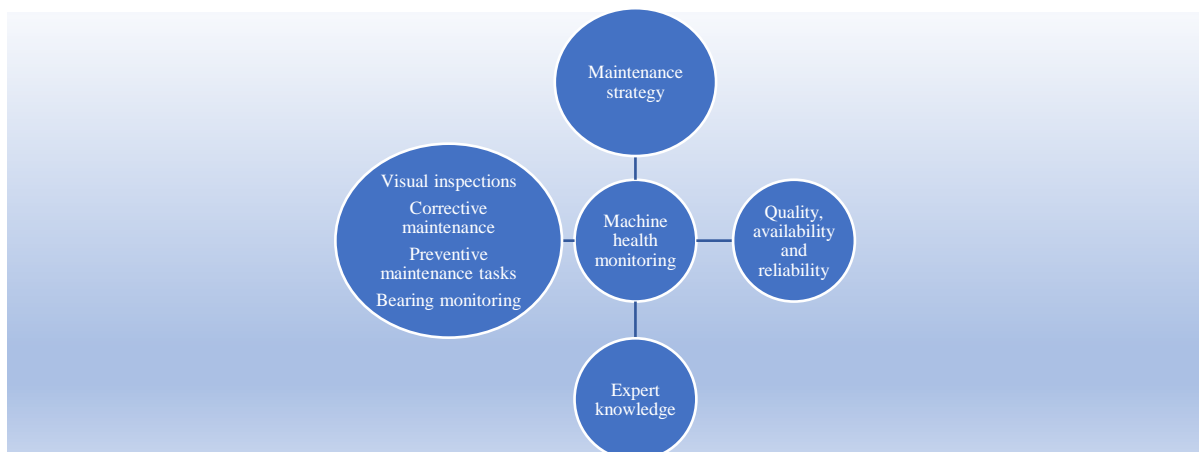 Maintenance
strategy
Visual inspections
Corrective
maintenance
Preventive
maintenance tasks
Bearing monitoring
Machine
health
monitoring
Quality,
availability
and
reliability
Expert
knowledge